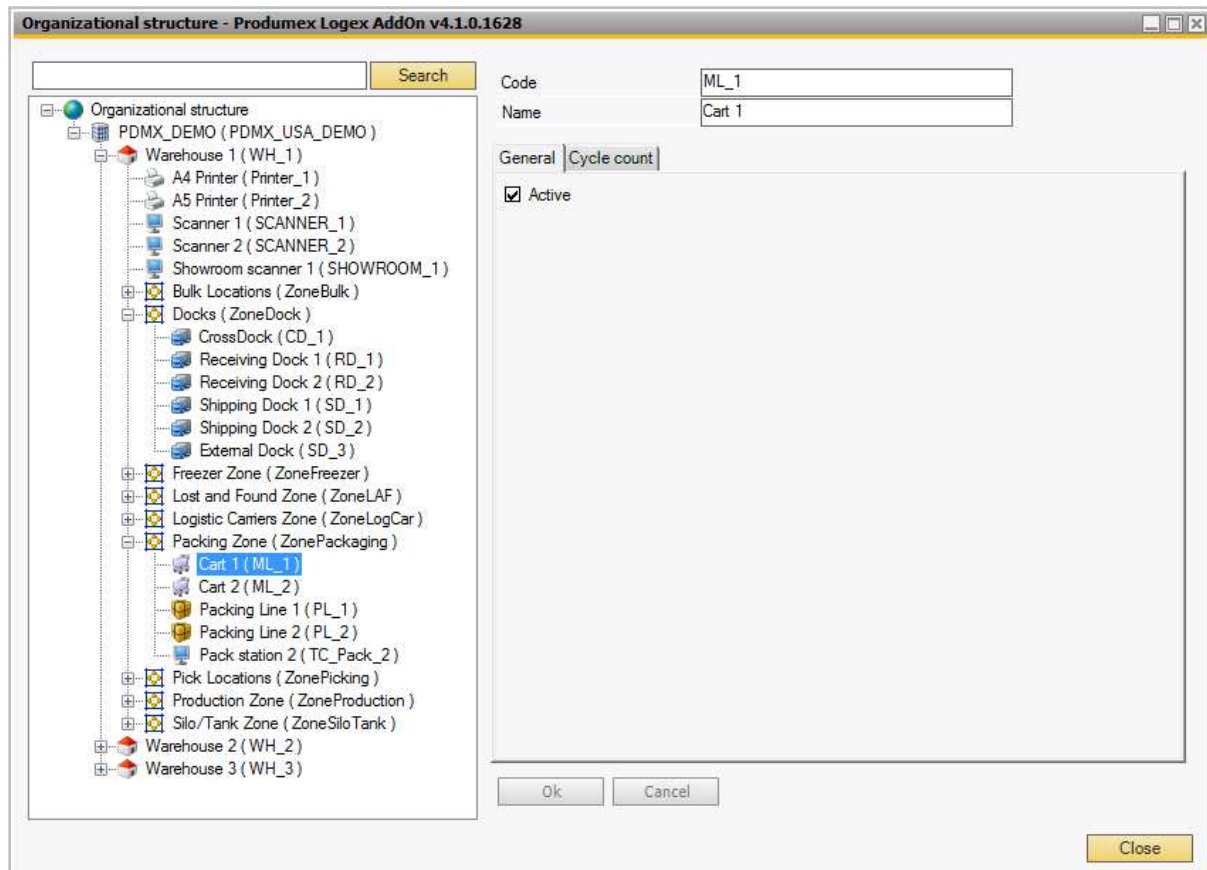 Organizational structure - Produmex Logex AddOn v4.1.0.1628
Search
Organizational structure
PDMX_DEMO ( PDMX_USA_DEMO )
Warehouse 1 ( WH_1 )
A4 Printer ( Printer_1 )
A5 Printer ( Printer_2 )
Scanner 1 ( SCANNER_1 )
Scanner 2 ( SCANNER_2 )
Showroom scanner 1 ( SHOWROOM_1 )
Bulk Locations ( ZoneBulk )
Docks ( ZoneDock )
CrossDock ( CD_1 )
Receiving Dock 1 ( RD_1 )
Receiving Dock 2 ( RD_2 )
Shipping Dock 1 ( SD_1 )
Shipping Dock 2 ( SD_2 )
External Dock ( SD_3 )
Freezer Zone ( ZoneFreezer )
Lost and Found Zone ( ZoneLAF )
Logistic Carriers Zone ( ZoneLogCar )
Packing Zone ( ZonePackaging )
Cart 1 ( ML_1 )
Cart 2 ( ML_2 )
Packing Line 1 ( PL_1 )
Packing Line 2 ( PL_2 )
Pack station 2 ( TC_Pack_2 )
Pick Locations ( ZonePicking )
Production Zone ( ZoneProduction )
Silo/Tank Zone ( ZoneSiloTank )
Warehouse 2 ( WH_2 )
Warehouse 3 ( WH_3 )
Code ML_1
Name Cart 1
General Cycle count
Active
Ok Cancel
Close